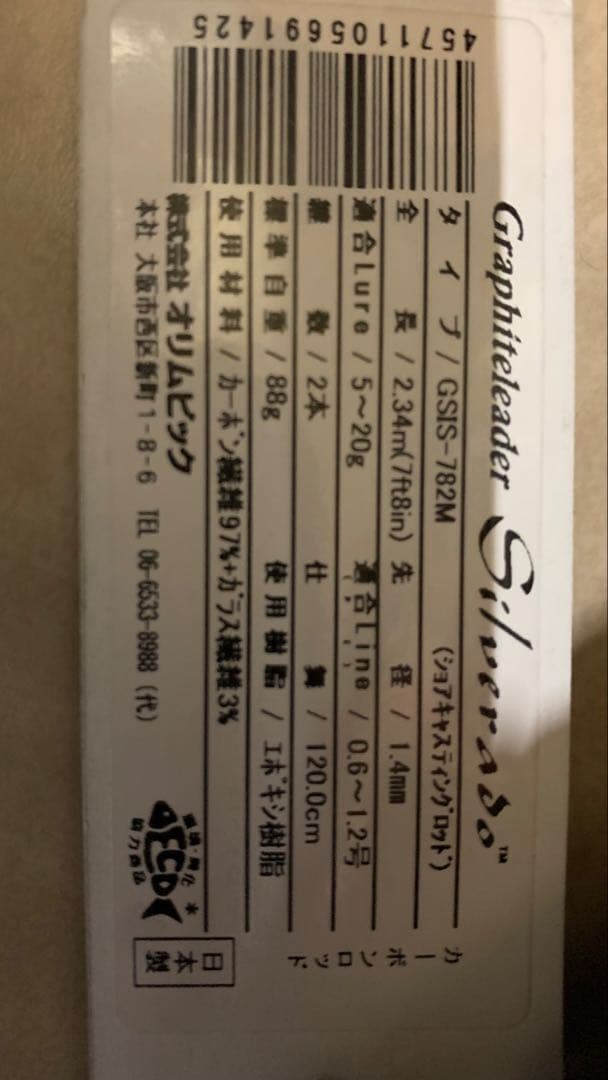 4571105691425
Graphiteleader Silverado™
カーボンロッド
タイプ / GSIS-782M (ショアキャスティングロッド)
全長 / 2.34m(7ft8in) 先径 / 1.4mm
適合Lure / 5〜20g 適合Line / 0.6〜1.2号
継数 / 2本 仕舞 / 120.0cm
標準自重 / 88g 使用樹脂 / エポキシ樹脂
使用材料 / カーボン繊維97%+ガラス繊維3%
株式会社 オリムピック
本社 大阪市西区新町1-8-6 TEL 06-6533-8988 (代)
ECO
協力商品
日本製